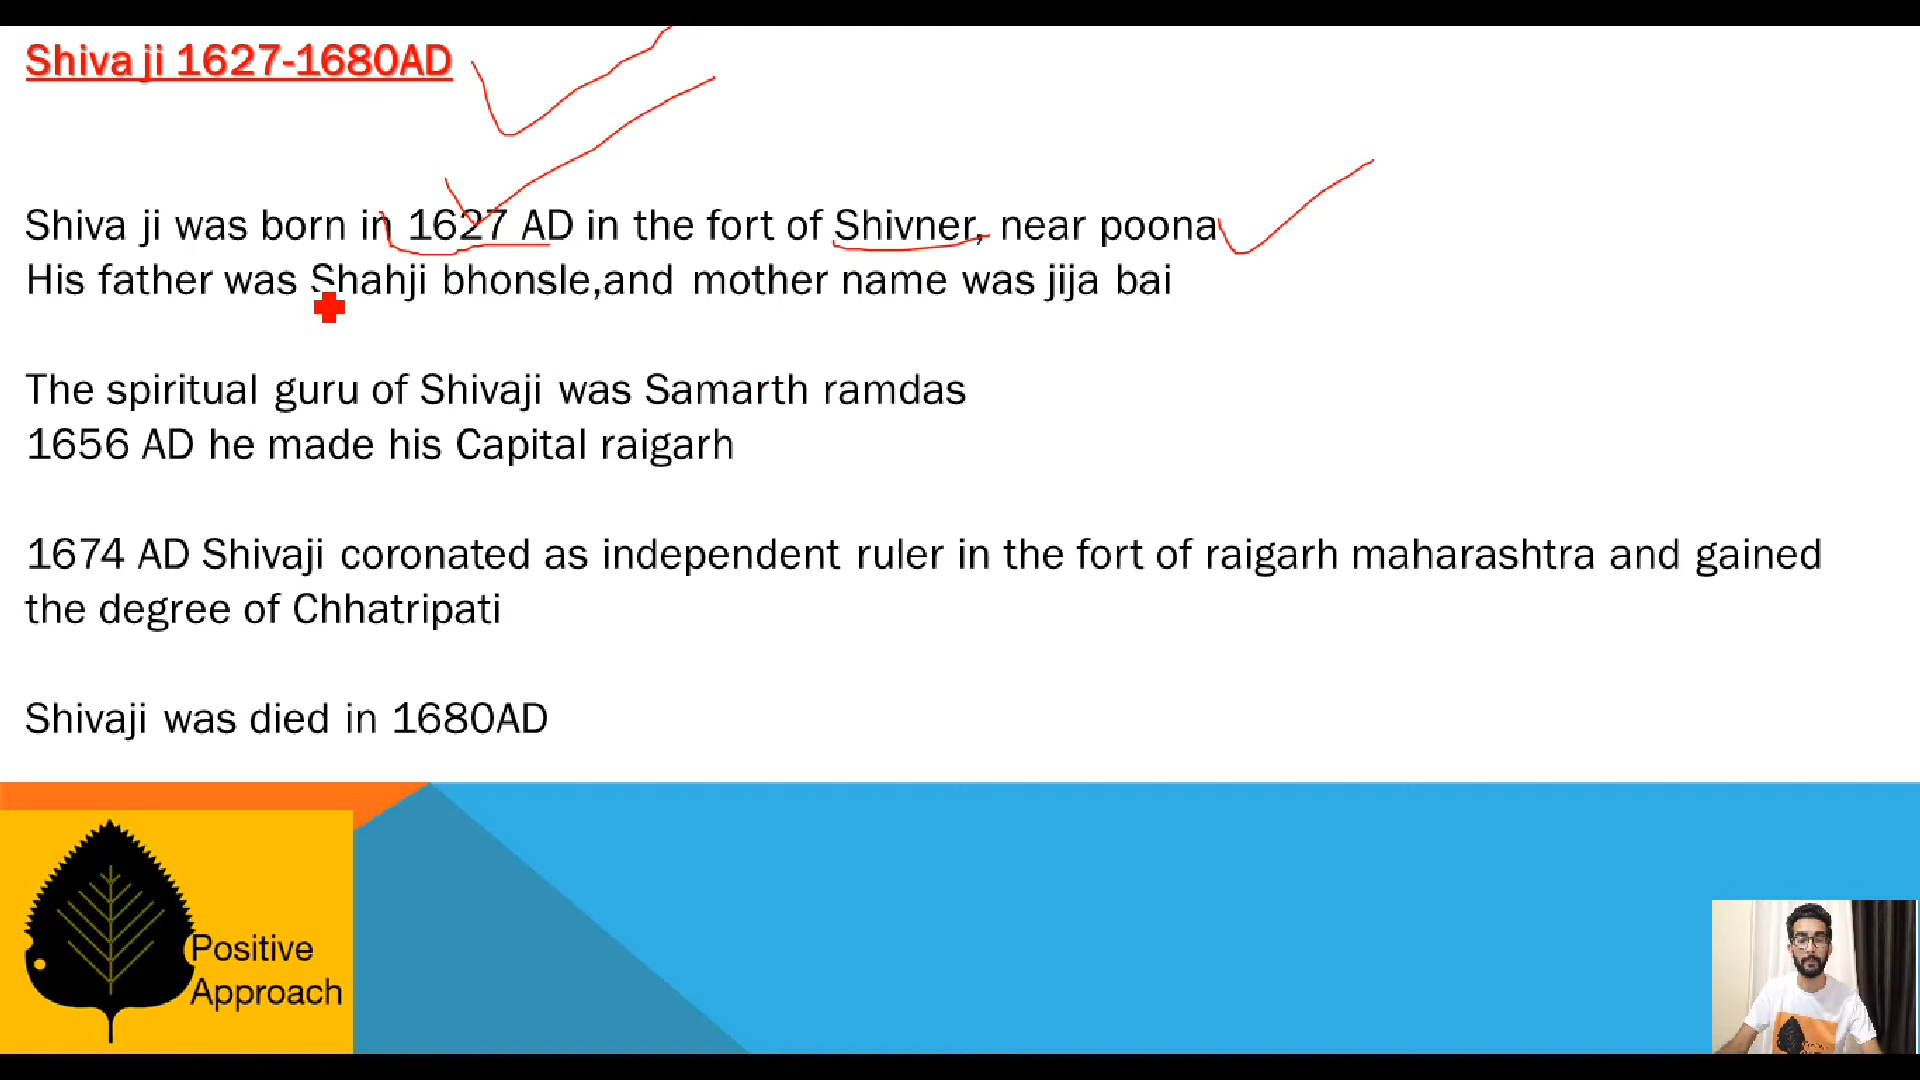 Shiva ji 1627-1680AD
Shiva ji was born in 1627 AD in the fort of Shivner, near poona
His father was Shahji bhonsle,and mother name was jija bai
The spiritual guru of Shivaji was Samarth ramdas
1656 AD he made his Capital raigarh
1674 AD Shivaji coronated as independent ruler in the fort of raigarh maharashtra and gained
the degree of Chhatripati
Shivaji was died in 1680AD
Positive
Approach